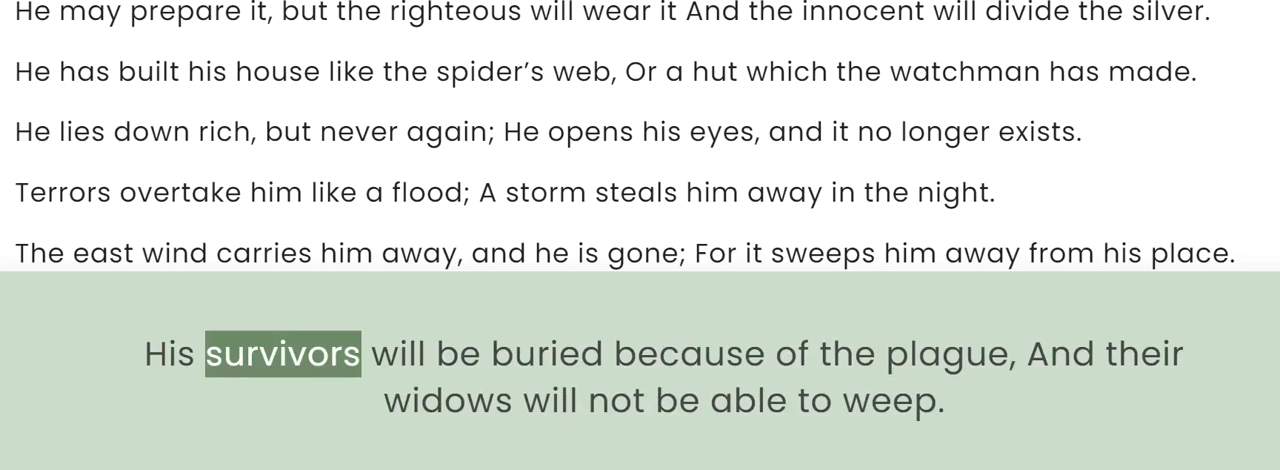 He may prepare it, but the righteous will wear it And the innocent will divide the silver.
He has built his house like the spider’s web, Or a hut which the watchman has made.
He lies down rich, but never again; He opens his eyes, and it no longer exists.
Terrors overtake him like a flood; A storm steals him away in the night.
The east wind carries him away, and he is gone; For it sweeps him away from his place.
His survivors will be buried because of the plague, And their
widows will not be able to weep.